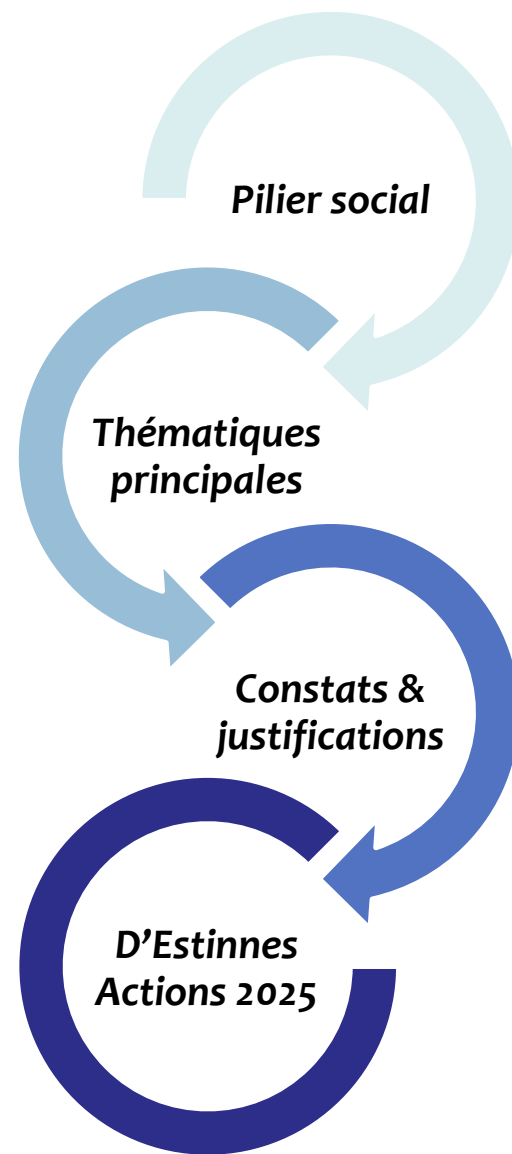 Pilier social
Thématiques
principales
Constats &
justifications
D’Estinnes
Actions 2025